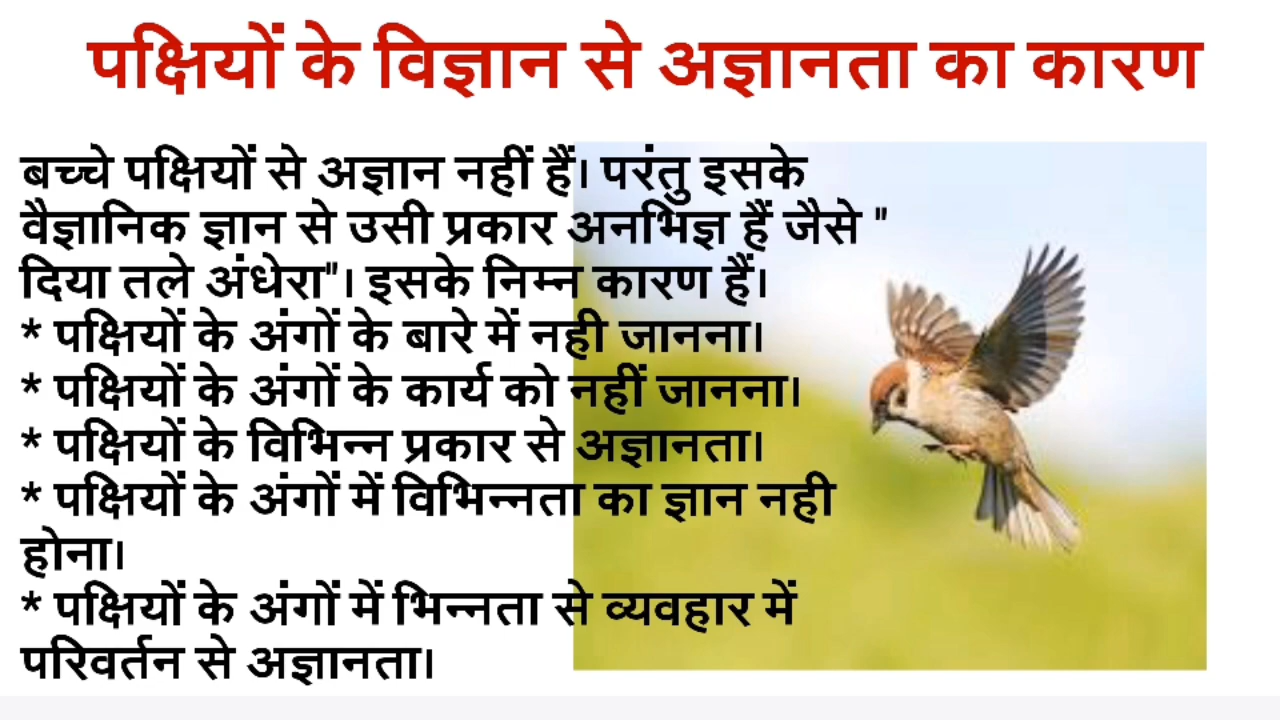 पक्षियों के विज्ञान से अज्ञानता का कारण
बच्चे पक्षियों से अज्ञान नहीं हैं। परंतु इसके
वैज्ञानिक ज्ञान से उसी प्रकार अनभिज्ञ हैं जैसे "
दिया तले अंधेरा"। इसके निम्न कारण हैं।
* पक्षियों के अंगों के बारे में नही जानना।
* पक्षियों के अंगों के कार्य को नहीं जानना।
* पक्षियों के विभिन्न प्रकार से अज्ञानता।
* पक्षियों के अंगों में विभिन्नता का ज्ञान नही
होना।
* पक्षियों के अंगों में भिन्नता से व्यवहार में
परिवर्तन से अज्ञानता।